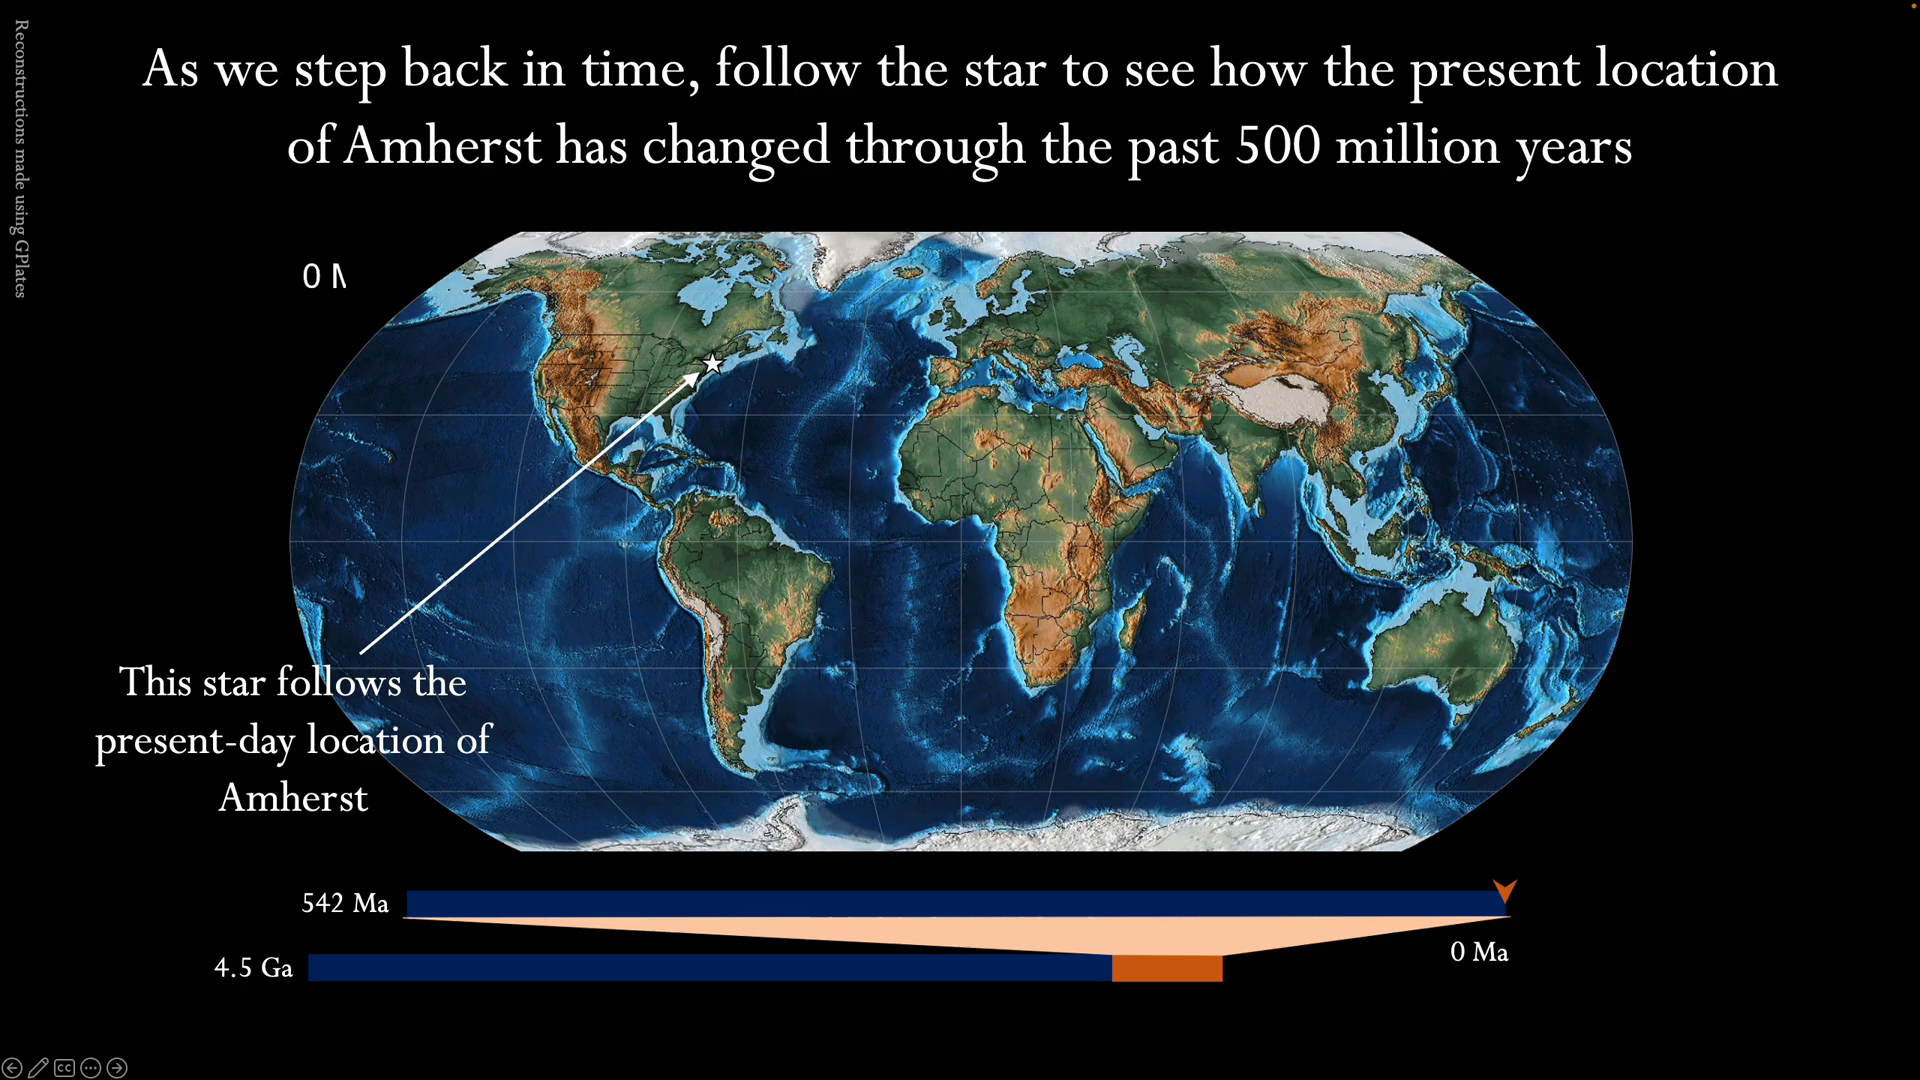 Reconstructions made using GPlates
As we step back in time, follow the star to see how the present location
of Amherst has changed through the past 500 million years
0 M
This star follows the
present-day location of
Amherst
542 Ma
0 Ma
4.5 Ga
CC